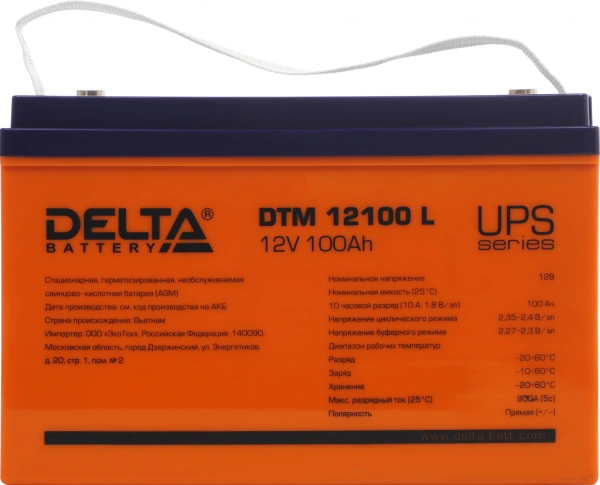 DELTA®
BATTERY
DTM 12100 L
12V 100Ah
UPS
series
Стационарная, герметизированная, необслуживаемая
свинцово-кислотная батарея (AGM)
Дата производства: см. код производства на АКБ
Страна происхождения: Вьетнам
Импортер: ООО «ЭкоТех», Российская Федерация, 140090,
Московская область, город Дзержинский, ул. Энергетиков,
д. 20, стр. 1, пом. № 2
Номинальное напряжение 12В
Номинальная емкость (25°С)
10 часовой разряд (10 А; 1,8 В/эл) 100 Ач
Напряжение циклического режима 2,35-2,4 В/эл
Напряжение буферного режима 2,27-2,3 В/эл
Диапазон рабочих температур:
Разряд -20÷60°С
Заряд -10÷60°С
Хранение -20÷60°С
Макс. разрядный ток (25°С) 900А (5с)
Полярность Прямая (+/-)
www.delta-batt.com